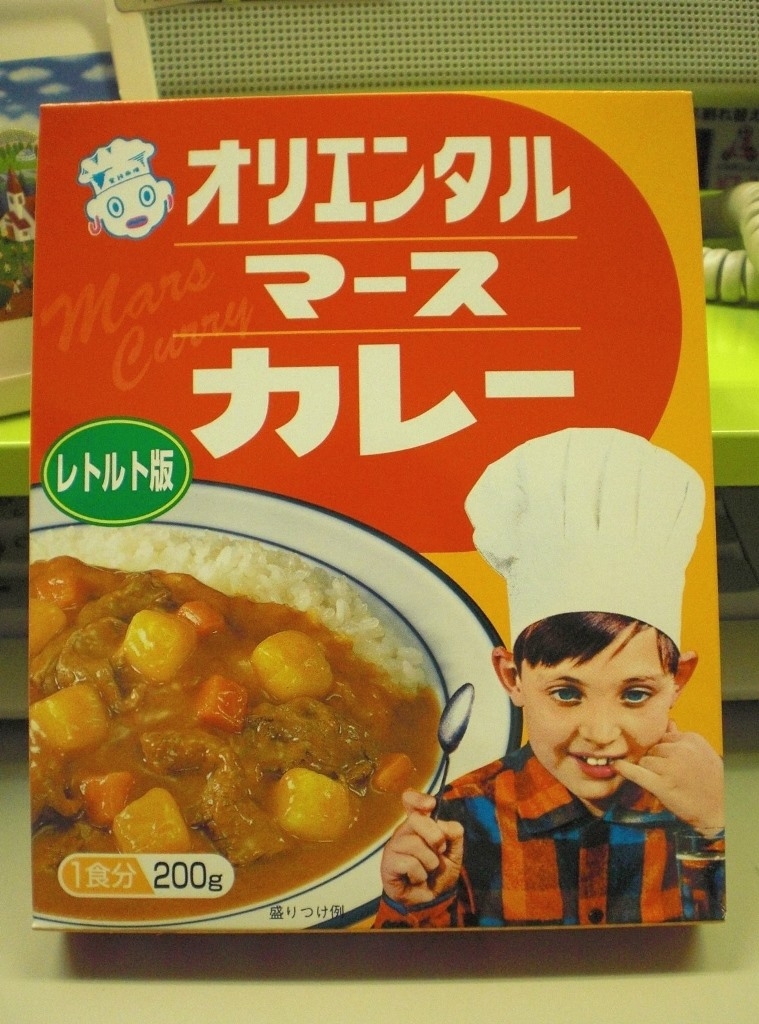 オリエンタル
マース
カレー
Mars
Curry
レトルト版
1食分 200g
盛りつけ例